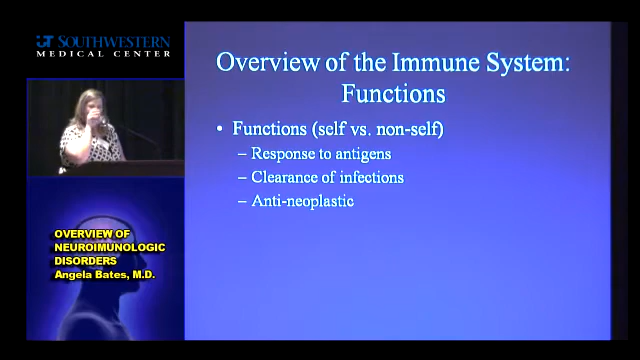 UT SOUTHWESTERN
MEDICAL CENTER
Overview of the Immune System:
Functions
• Functions (self vs. non-self)
– Response to antigens
– Clearance of infections
– Anti-neoplastic
OVERVIEW OF
NEUROIMUNOLOGIC
DISORDERS
Angela Bates, M.D.